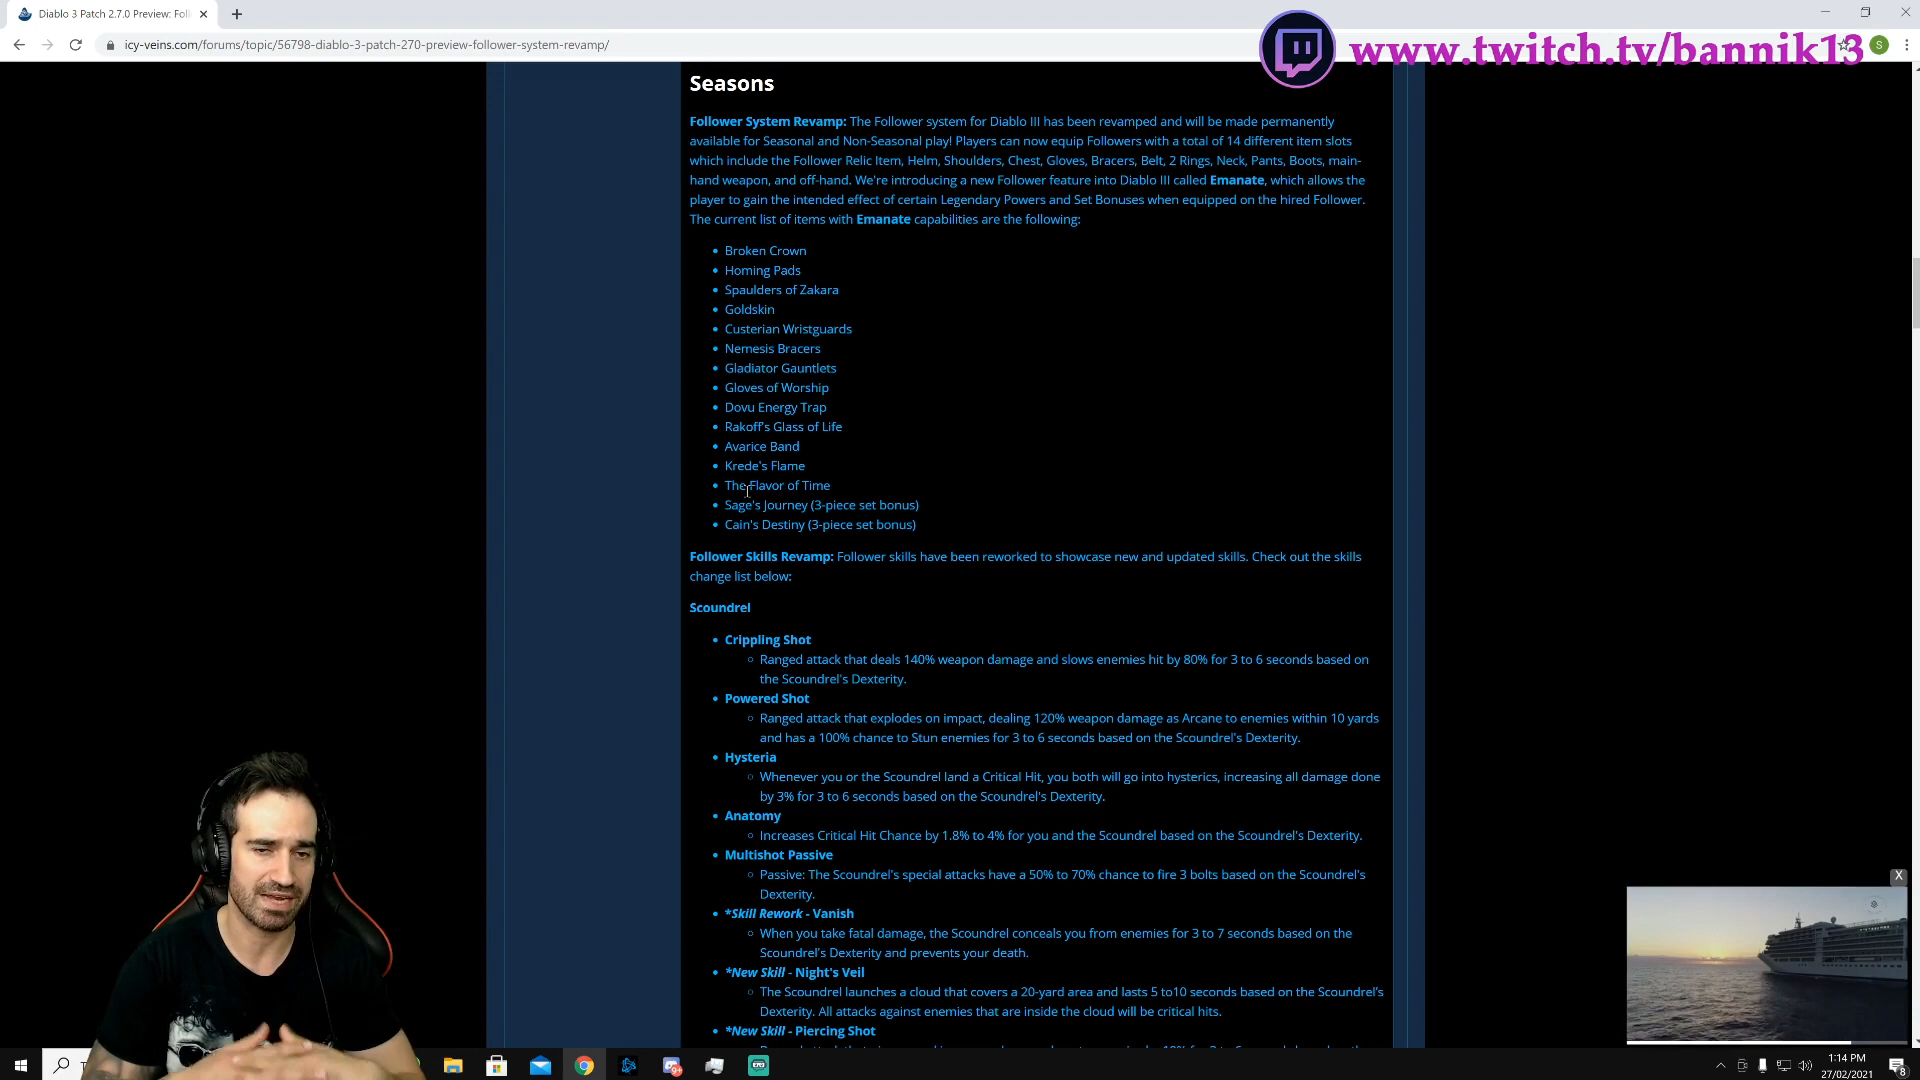 Diablo 3 Patch 2.7.0 Preview: Foll
icy-veins.com/forums/topic/56798-diablo-3-patch-270-preview-follower-system-revamp/
www.twitch.tv/bannik13
S
Seasons
Follower System Revamp: The Follower system for Diablo III has been revamped and will be made permanently
available for Seasonal and Non-Seasonal play! Players can now equip Followers with a total of 14 different item slots
which include the Follower Relic Item, Helm, Shoulders, Chest, Gloves, Bracers, Belt, 2 Rings, Neck, Pants, Boots, main-
hand weapon, and off-hand. We're introducing a new Follower feature into Diablo III called Emanate, which allows the
player to gain the intended effect of certain Legendary Powers and Set Bonuses when equipped on the hired Follower.
The current list of items with Emanate capabilities are the following:
• Broken Crown
• Homing Pads
• Spaulders of Zakara
• Goldskin
• Custerian Wristguards
• Nemesis Bracers
• Gladiator Gauntlets
• Gloves of Worship
• Dovu Energy Trap
• Rakoff's Glass of Life
• Avarice Band
• Krede's Flame
• The Flavor of Time
• Sage's Journey (3-piece set bonus)
• Cain's Destiny (3-piece set bonus)
Follower Skills Revamp: Follower skills have been reworked to showcase new and updated skills. Check out the skills
change list below:
Scoundrel
• Crippling Shot
○ Ranged attack that deals 140% weapon damage and slows enemies hit by 80% for 3 to 6 seconds based on
the Scoundrel's Dexterity.
• Powered Shot
○ Ranged attack that explodes on impact, dealing 120% weapon damage as Arcane to enemies within 10 yards
and has a 100% chance to Stun enemies for 3 to 6 seconds based on the Scoundrel's Dexterity.
• Hysteria
○ Whenever you or the Scoundrel land a Critical Hit, you both will go into hysterics, increasing all damage done
by 3% for 3 to 6 seconds based on the Scoundrel's Dexterity.
• Anatomy
○ Increases Critical Hit Chance by 1.8% to 4% for you and the Scoundrel based on the Scoundrel's Dexterity.
• Multishot Passive
○ Passive: The Scoundrel's special attacks have a 50% to 70% chance to fire 3 bolts based on the Scoundrel's
Dexterity.
• *Skill Rework - Vanish
○ When you take fatal damage, the Scoundrel conceals you from enemies for 3 to 7 seconds based on the
Scoundrel's Dexterity and prevents your death.
• *New Skill - Night's Veil
○ The Scoundrel launches a cloud that covers a 20-yard area and lasts 5 to10 seconds based on the Scoundrel's
Dexterity. All attacks against enemies that are inside the cloud will be critical hits.
• *New Skill - Piercing Shot
X
1:14 PM
27/02/2021
8